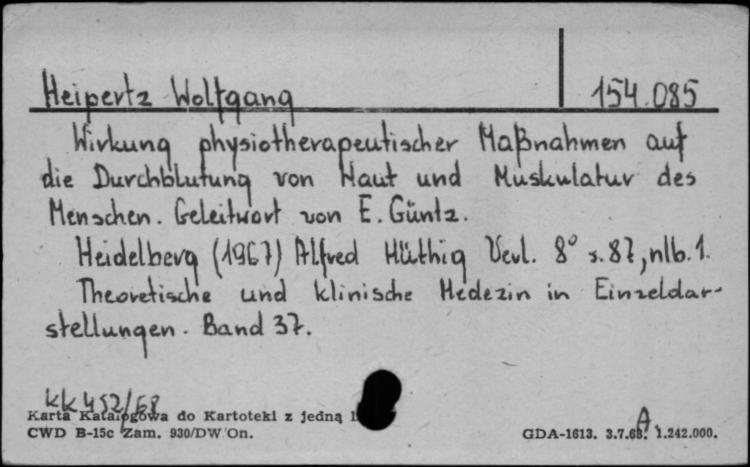 Heipertz Wolfgang 154.085
Wirkung physiotherapeutischer Maßnahmen auf
die Durchblutung von Haut und Muskulatur des
Menschen. Geleitwort von E. Güntz.
Heidelberg (1967) Alfred Hüthig Verl. 8° s. 87, nlb. 1.
Theoretische und klinische Medezin in Einzeldar-
stellungen. Band 37.
KK 452/68
Karta Katalogowa do Kartoteki z jedną
CWD B-15c Zam. 930/DW On.
A.
GDA-1613. 3.7.68. 1.242.000.